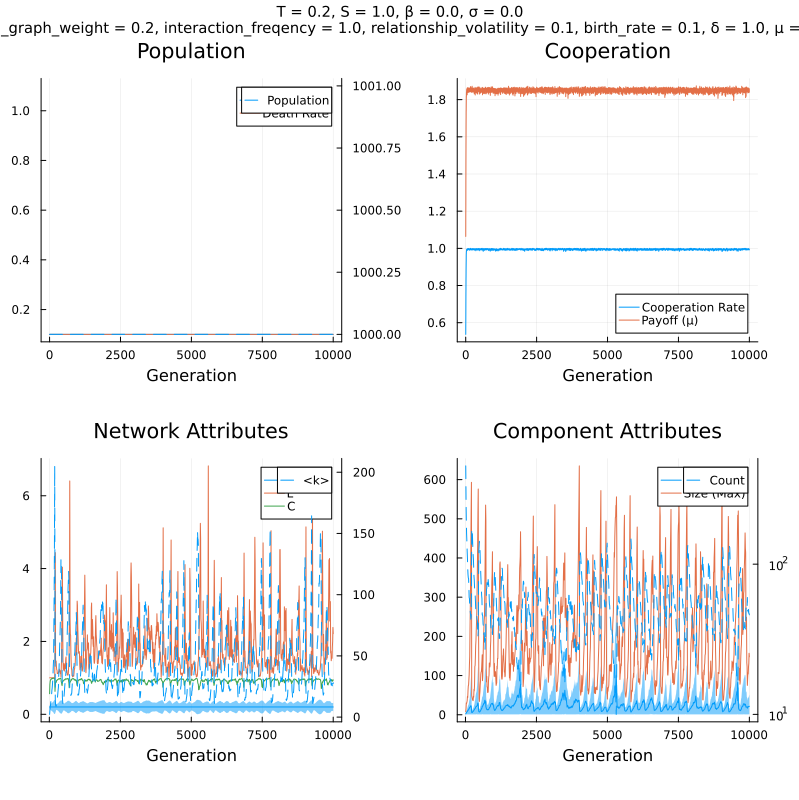 T = 0.2, S = 1.0, β = 0.0, σ = 0.0
_graph_weight = 0.2, interaction_freqency = 1.0, relationship_volatility = 0.1, birth_rate = 0.1, δ = 1.0, μ =
Population
Cooperation
1.0
0.8
0.6
0.4
0.2
1001.00
1000.75
1000.50
1000.25
1000.00
Population
Death Rate
0 2500 5000 7500 10000
Generation
1.8
1.6
1.4
1.2
1.0
0.8
0.6
Cooperation Rate
Payoff (μ)
0 2500 5000 7500 10000
Generation
Network Attributes
Component Attributes
6
4
2
0
200
150
100
50
0
<k>
L
C
0 2500 5000 7500 10000
Generation
600
500
400
300
200
100
0
10²
10¹
Count
Size (Max)
0 2500 5000 7500 10000
Generation